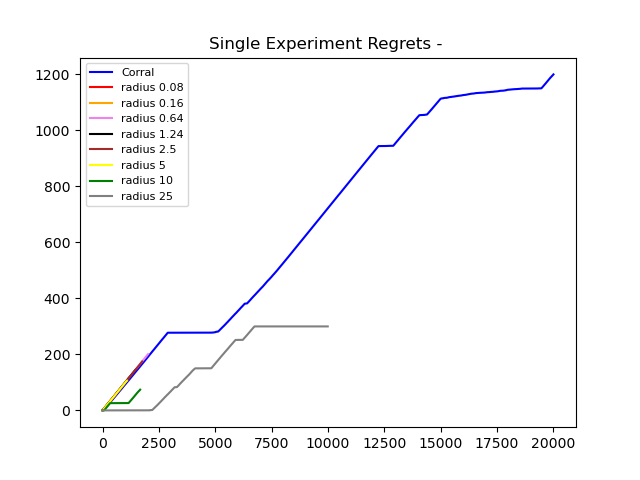 Single Experiment Regrets -
1200
1000
800
600
400
200
0
Corral
radius 0.08
radius 0.16
radius 0.64
radius 1.24
radius 2.5
radius 5
radius 10
radius 25
0 2500 5000 7500 10000 12500 15000 17500 20000